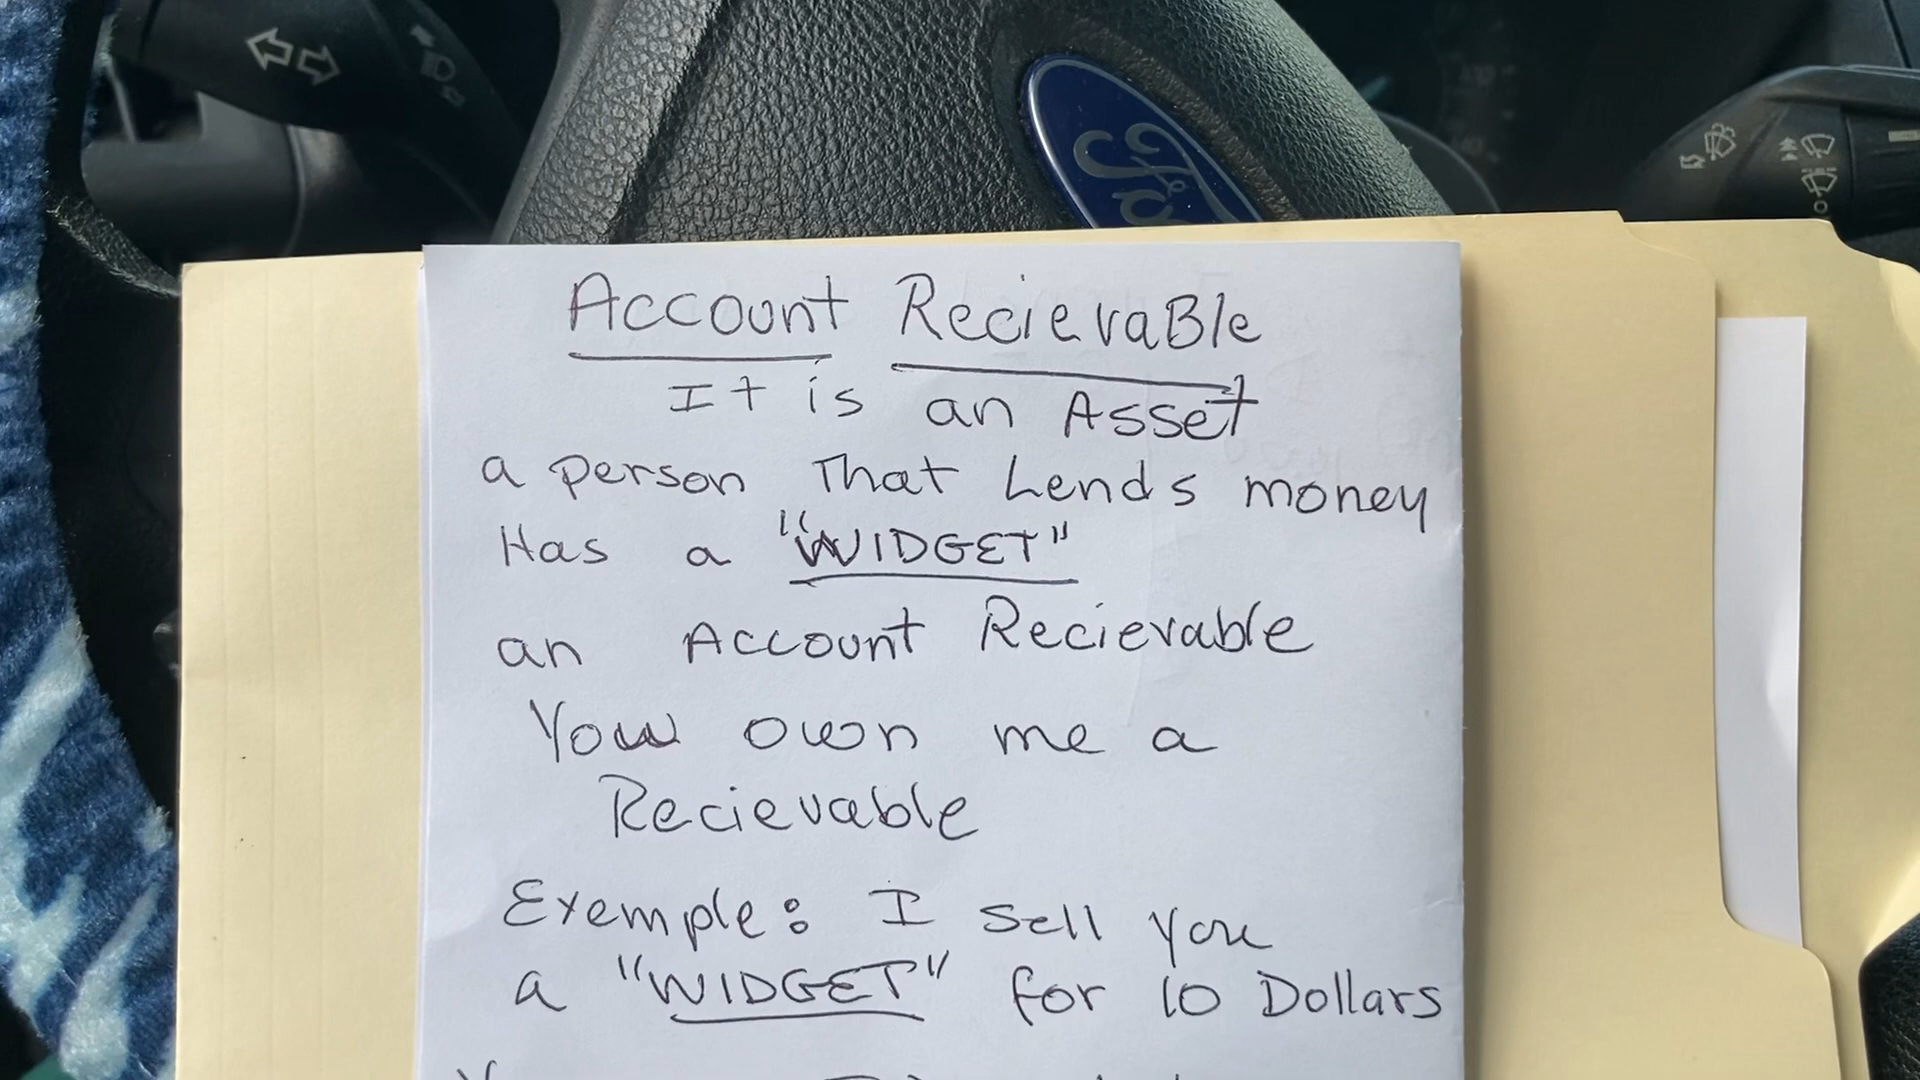 Ford
Account RecievaBle
It is an Asset
a person That Lends money
Has a "WIDGET"
an Account Recievable
You own me a
Recievable
Exemple: I sell you
a "WIDGET" for 10 Dollars